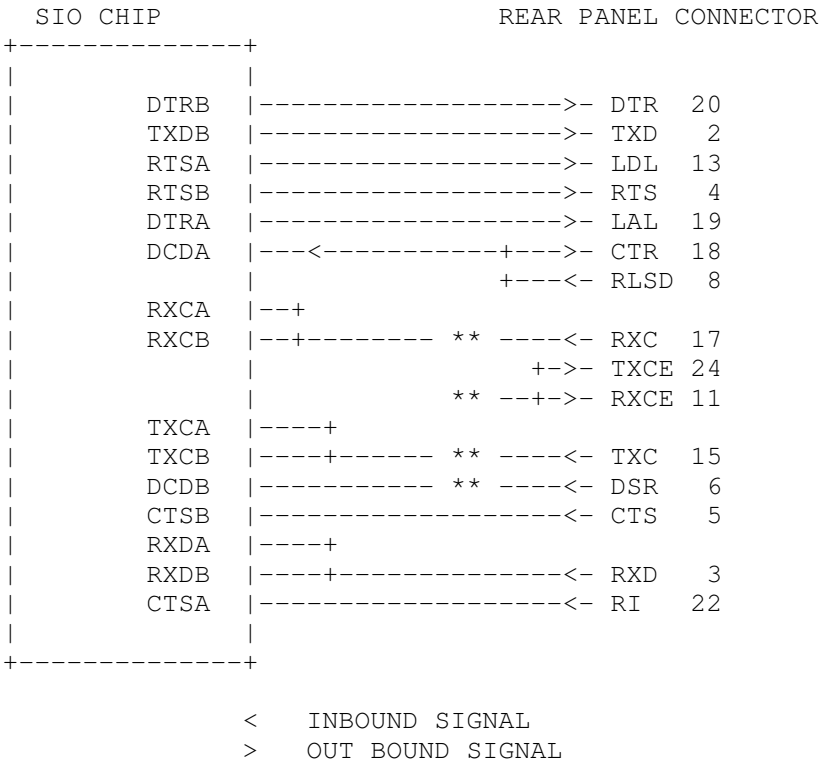 SIO CHIP                     REAR PANEL CONNECTOR
+--------------+
|              |
|        DTRB  |------------------->- DTR  20
|        TXDB  |------------------->- TXD   2
|        RTSA  |------------------->- LDL  13
|        RTSB  |------------------->- RTS   4
|        DTRA  |------------------->- LAL  19
|        DCDA  |---<-----------+--->- CTR  18
|              |               +---<- RLSD  8
|        RXCA  |--+
|        RXCB  |--+-------- ** ----<- RXC  17
|              |                 +->- TXCE 24
|              |            ** --+->- RXCE 11
|        TXCA  |----+
|        TXCB  |----+------ ** ----<- TXC  15
|        DCDB  |----------- ** ----<- DSR   6
|        CTSB  |-------------------<- CTS   5
|        RXDA  |----+
|        RXDB  |----+--------------<- RXD   3
|        CTSA  |-------------------<- RI   22
|              |
+--------------+
               <   INBOUND SIGNAL
               >   OUT BOUND SIGNAL